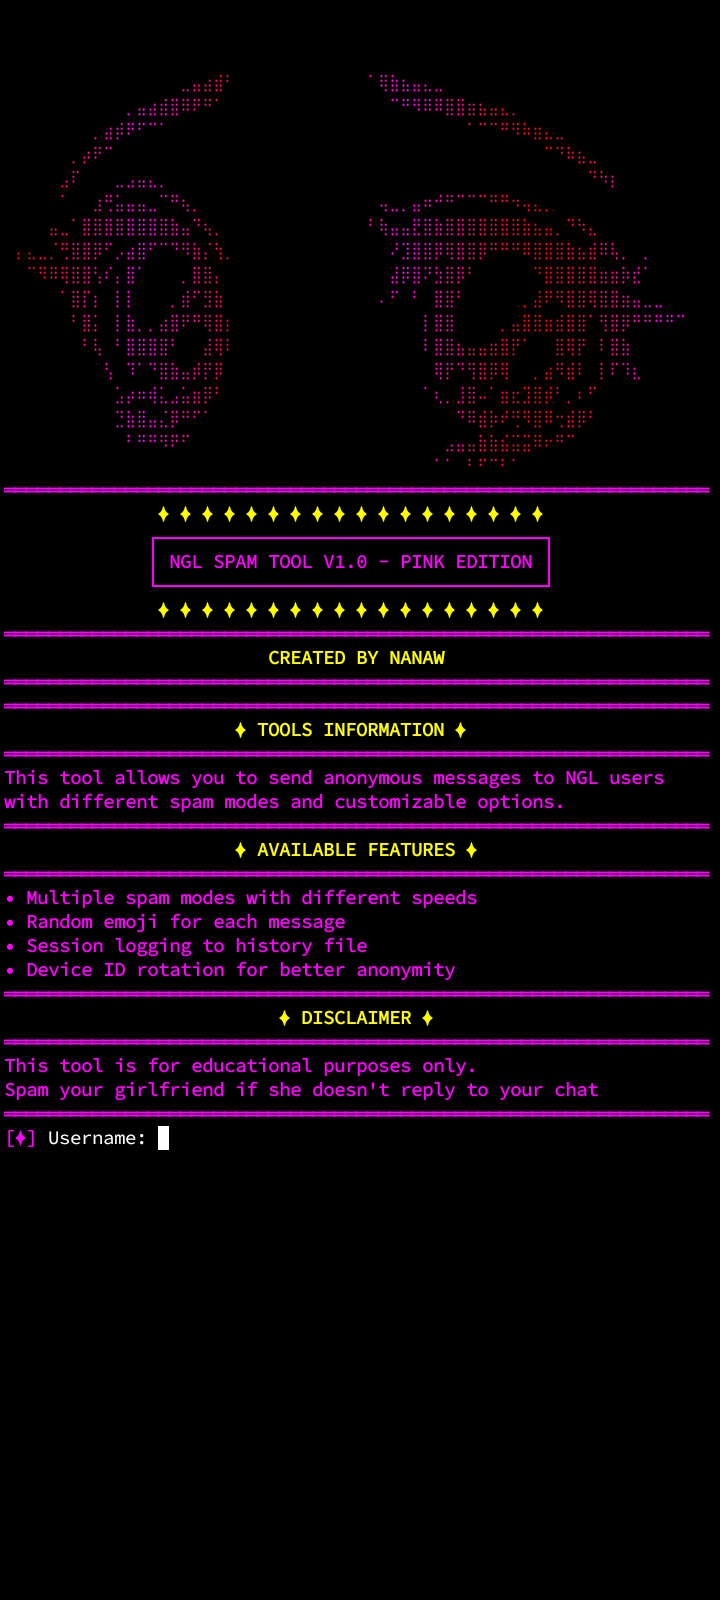 NGL SPAM TOOL V1.0 - PINK EDITION
CREATED BY NANAW
♦ TOOLS INFORMATION ♦
This tool allows you to send anonymous messages to NGL users
with different spam modes and customizable options.
♦ AVAILABLE FEATURES ♦
• Multiple spam modes with different speeds
• Random emoji for each message
• Session logging to history file
• Device ID rotation for better anonymity
♦ DISCLAIMER ♦
This tool is for educational purposes only.
Spam your girlfriend if she doesn't reply to your chat
[♦] Username: